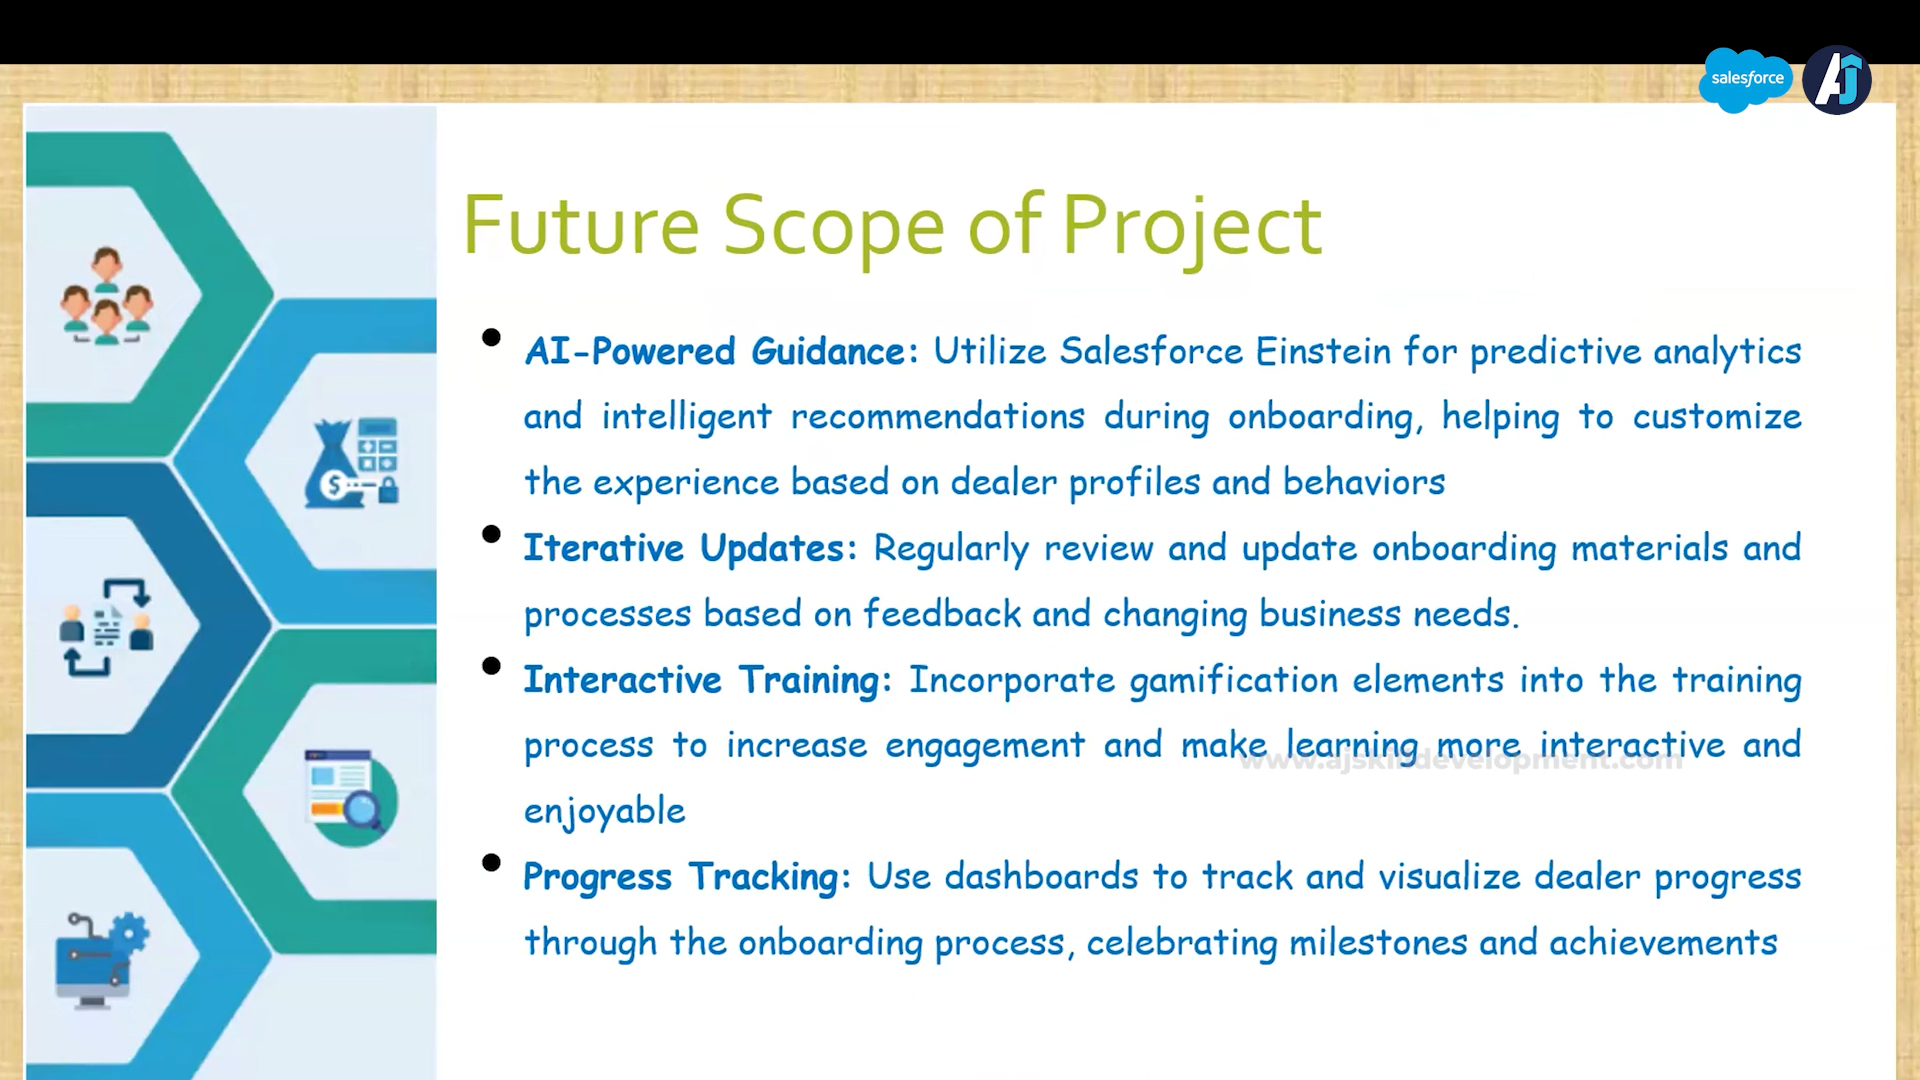 salesforce
AJ
Future Scope of Project
• AI-Powered Guidance: Utilize Salesforce Einstein for predictive analytics
and intelligent recommendations during onboarding, helping to customize
the experience based on dealer profiles and behaviors
• Iterative Updates: Regularly review and update onboarding materials and
processes based on feedback and changing business needs.
• Interactive Training: Incorporate gamification elements into the training
process to increase engagement and make learning more interactive and
www.ajskilldevelopment.com
enjoyable
• Progress Tracking: Use dashboards to track and visualize dealer progress
through the onboarding process, celebrating milestones and achievements